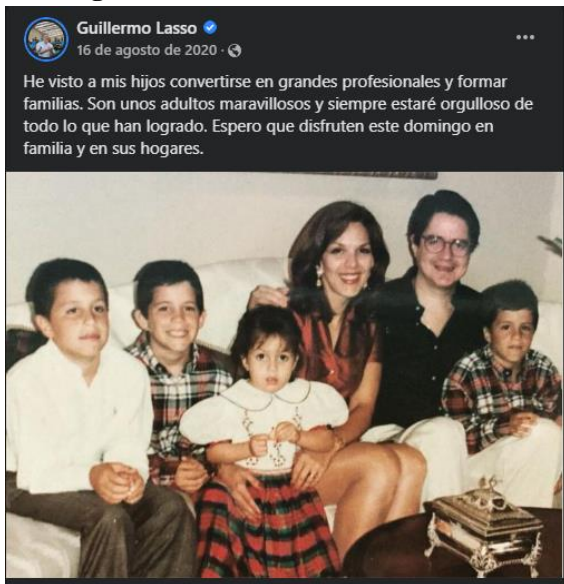 Guillermo Lasso
16 de agosto de 2020 ·
He visto a mis hijos convertirse en grandes profesionales y formar
familias. Son unos adultos maravillosos y siempre estaré orgulloso de
todo lo que han logrado. Espero que disfruten este domingo en
familia y en sus hogares.